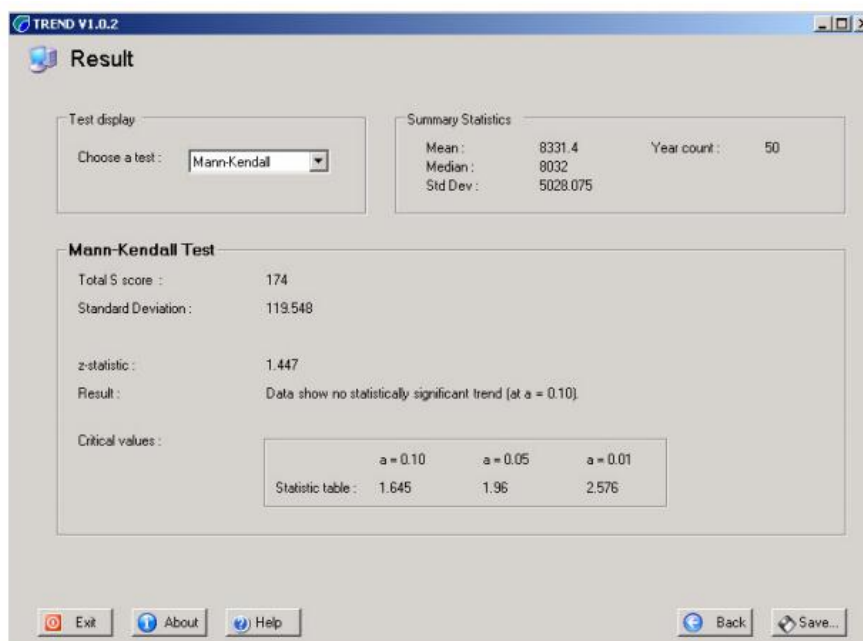 TREND V1.0.2
Result
Test display
Choose a test : Mann-Kendall
Summary Statistics
Mean : 8331.4 Year count : 50
Median : 8032
Std Dev : 5028.075
Mann-Kendall Test
Total S score : 174
Standard Deviation : 119.548
z-statistic : 1.447
Result : Data show no statistically significant trend (at a = 0.10).
Critical values :
a = 0.10 a = 0.05 a = 0.01
Statistic table : 1.645 1.96 2.576
Exit About Help Back Save...